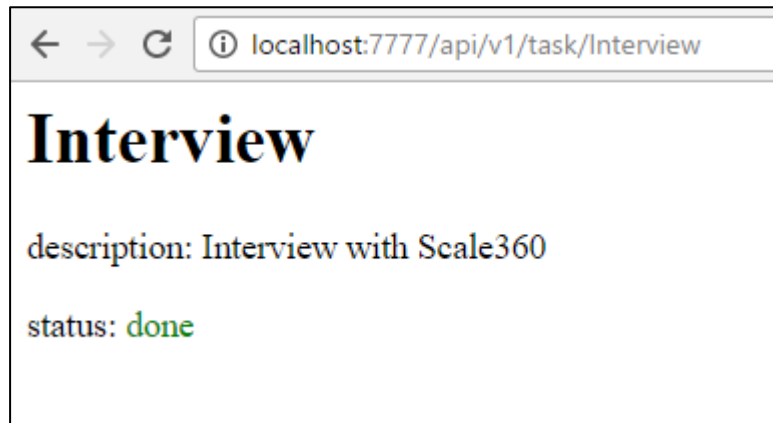 localhost:7777/api/v1/task/Interview
Interview
description: Interview with Scale360
status: done